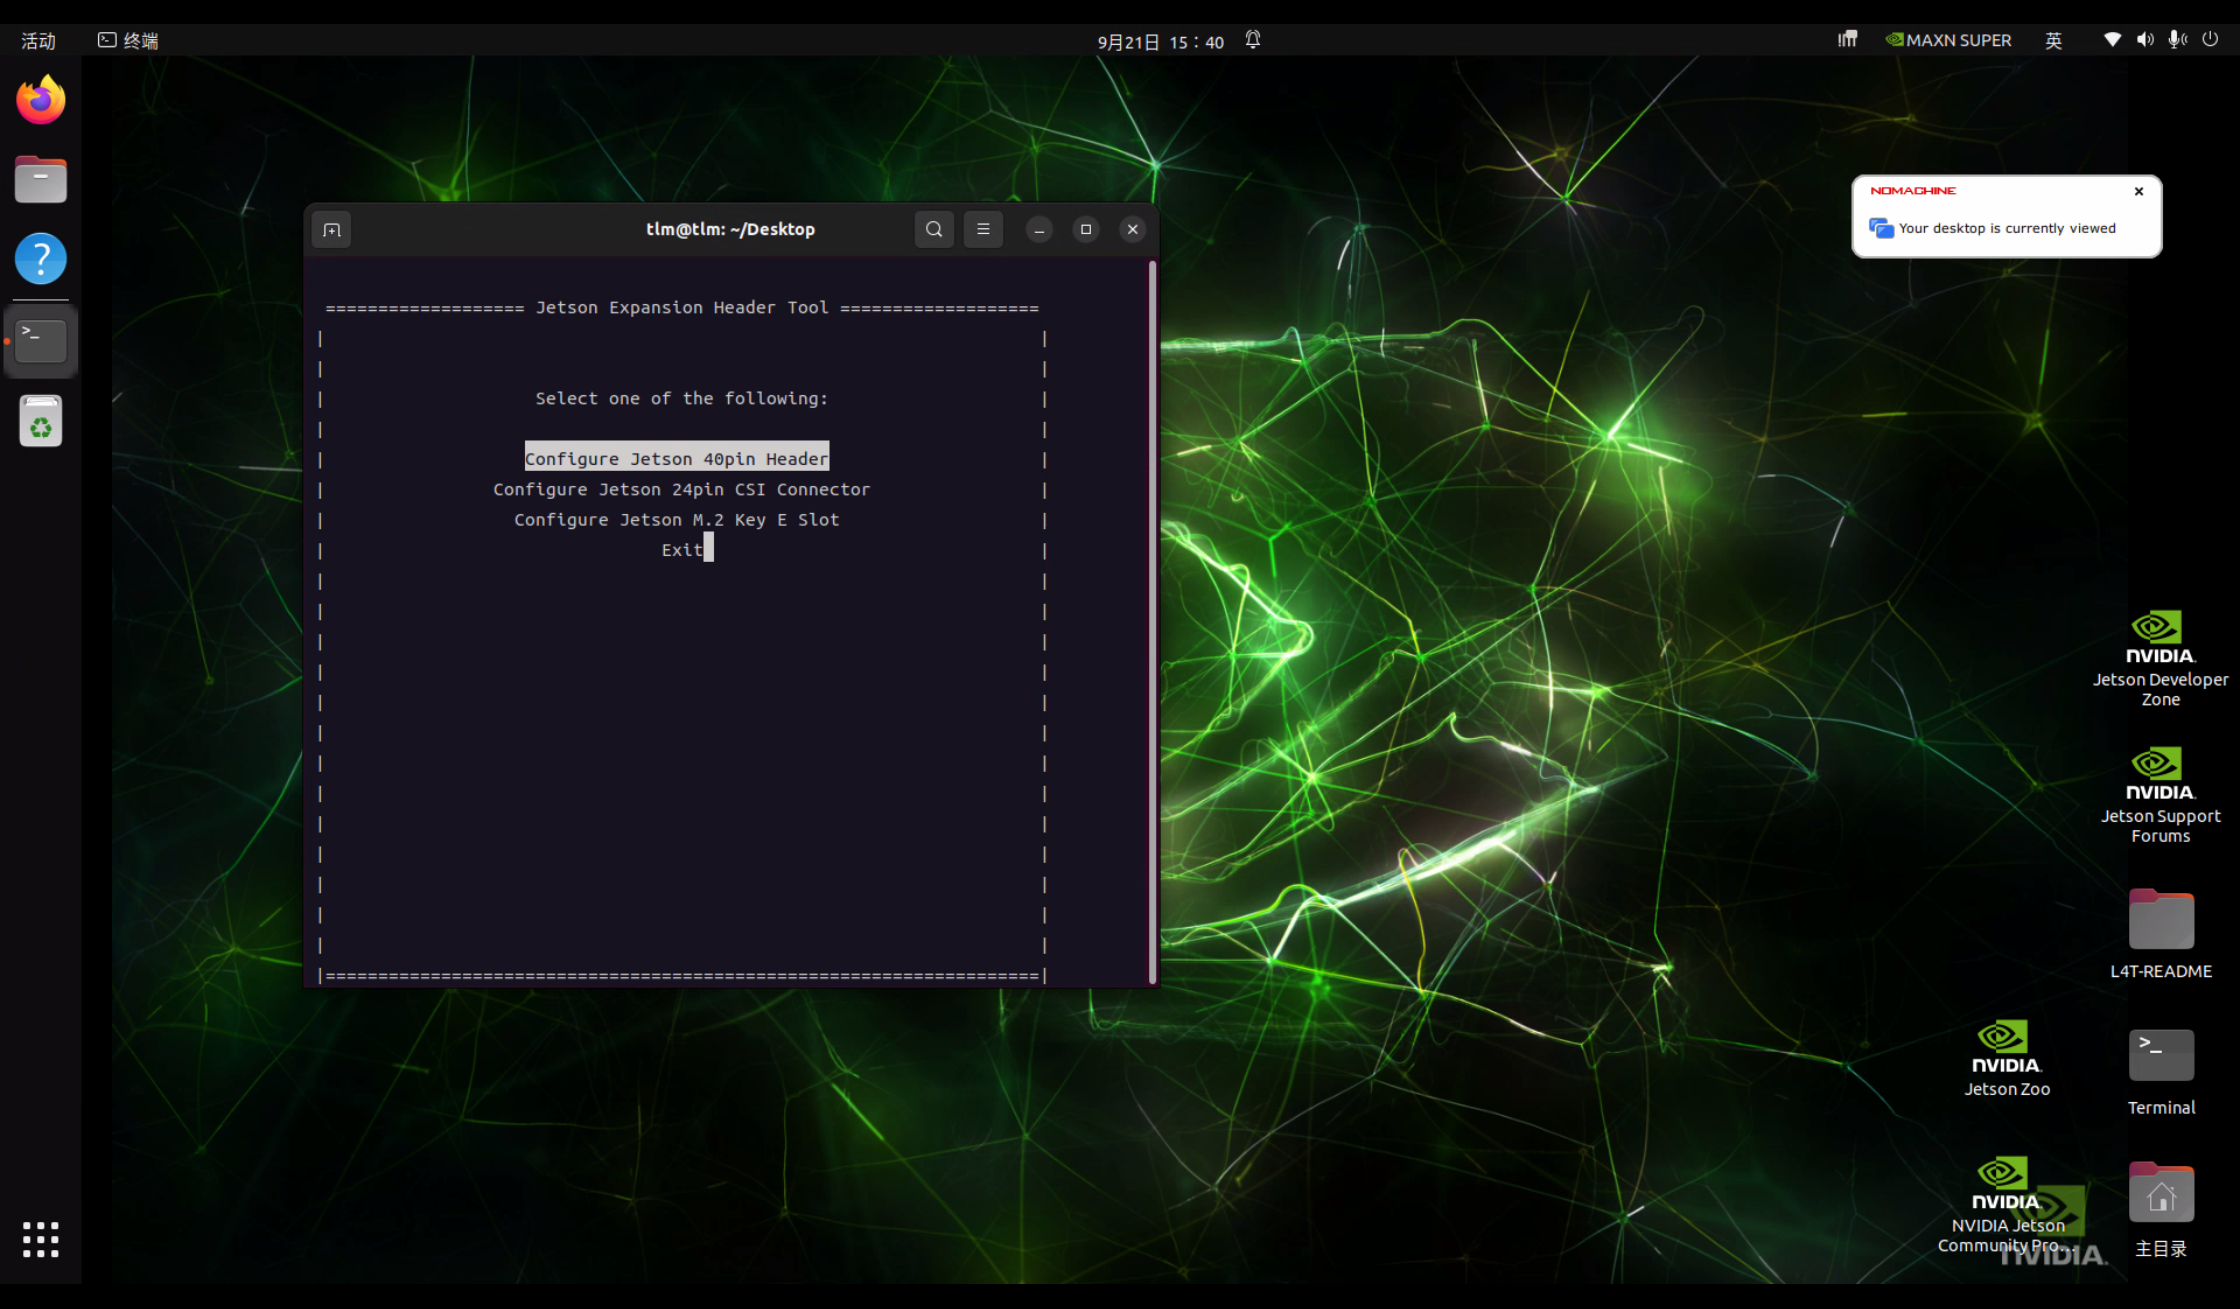 活动
终端
9月21日 15：40
MAXN SUPER
英
NOMACHINE
Your desktop is currently viewed
tlm@tlm: ~/Desktop
=================== Jetson Expansion Header Tool ===================
Select one of the following:
Configure Jetson 40pin Header
Configure Jetson 24pin CSI Connector
Configure Jetson M.2 Key E Slot
Exit
|====================================================================|
NVIDIA.
Jetson Developer
Zone
NVIDIA.
Jetson Support
Forums
L4T-README
NVIDIA.
Jetson Zoo
>_
Terminal
NVIDIA.
NVIDIA Jetson
Community Pro...
NVIDIA.
主目录